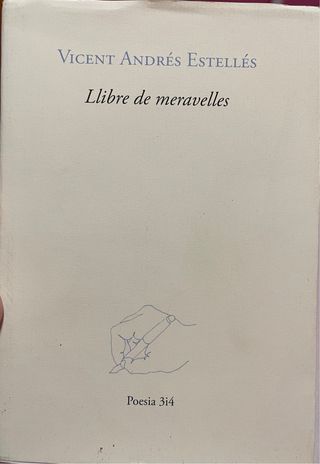 VICENT ANDRÉS ESTELLÉS
Llibre de meravelles
Poesia 3i4